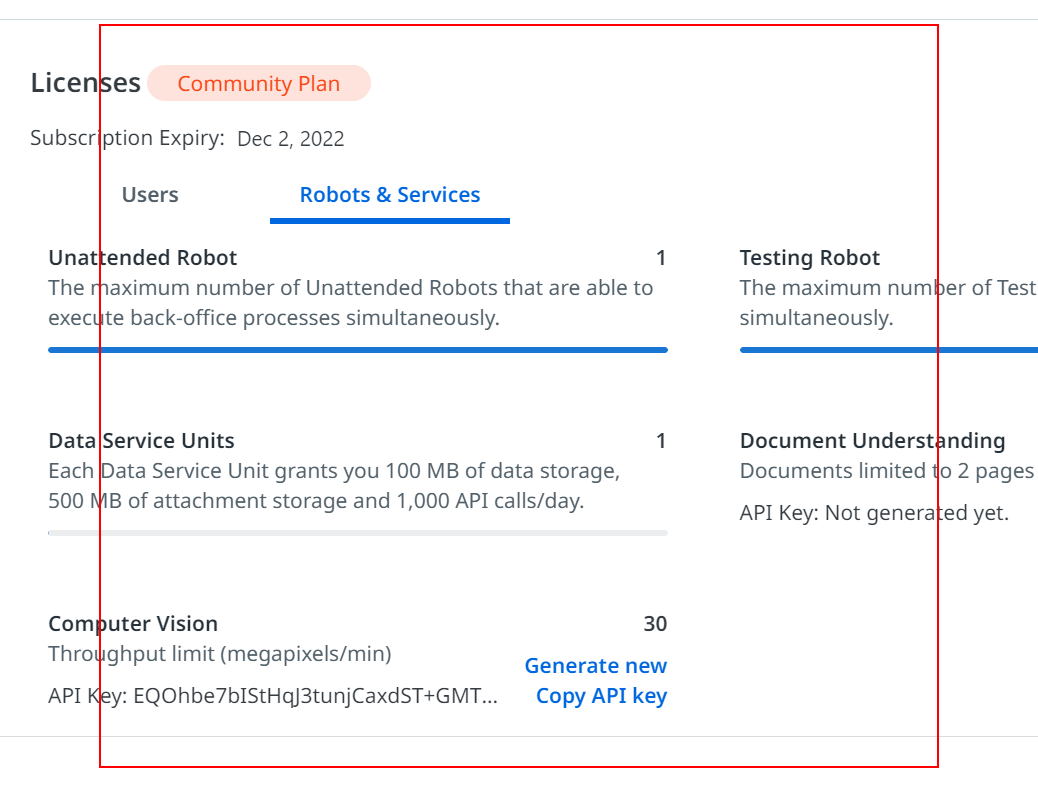 Licenses Community Plan
Subscription Expiry: Dec 2, 2022
Users Robots & Services
Unattended Robot 1
The maximum number of Unattended Robots that are able to
execute back-office processes simultaneously.
Testing Robot
The maximum number of Test
simultaneously.
Data Service Units 1
Each Data Service Unit grants you 100 MB of data storage,
500 MB of attachment storage and 1,000 API calls/day.
Document Understanding
Documents limited to 2 pages
API Key: Not generated yet.
Computer Vision 30
Throughput limit (megapixels/min)
Generate new
API Key: EQOhbe7bIStHqJ3tunjCaxdST+GMT... Copy API key